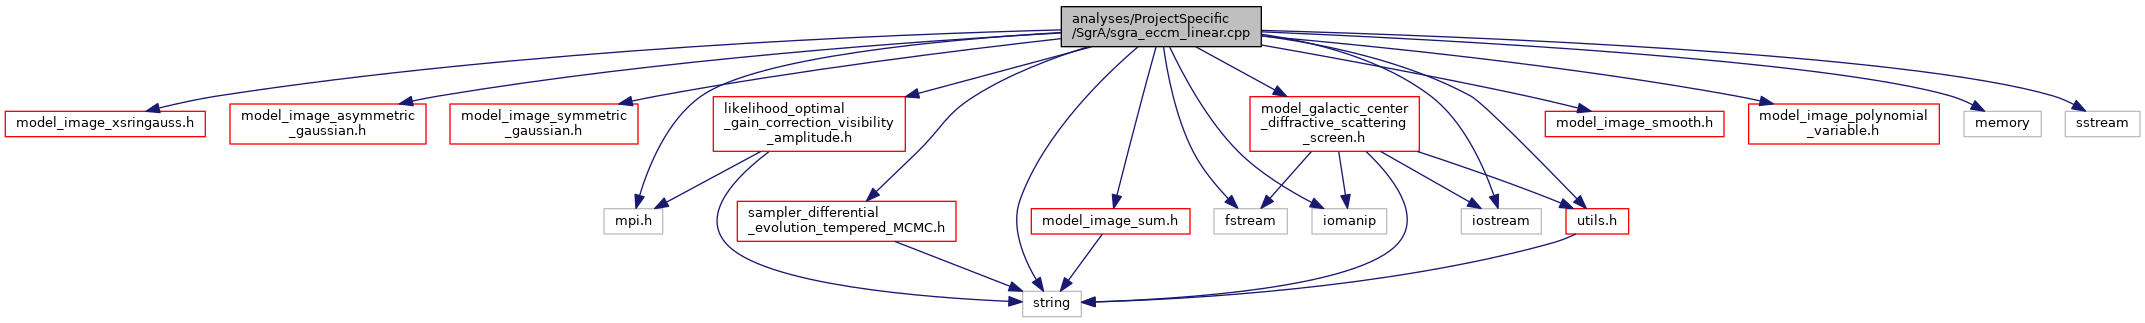 analyses/ProjectSpecific
/SgrA/sgra_eccm_linear.cpp
model_image_xsringauss.h
model_image_asymmetric
_gaussian.h
model_image_symmetric
_gaussian.h
likelihood_optimal
_gain_correction_visibility
_amplitude.h
model_galactic_center
_diffractive_scattering
_screen.h
model_image_smooth.h
model_image_polynomial
_variable.h
memory
sstream
mpi.h
sampler_differential
_evolution_tempered_MCMC.h
model_image_sum.h
fstream
iomanip
iostream
utils.h
string